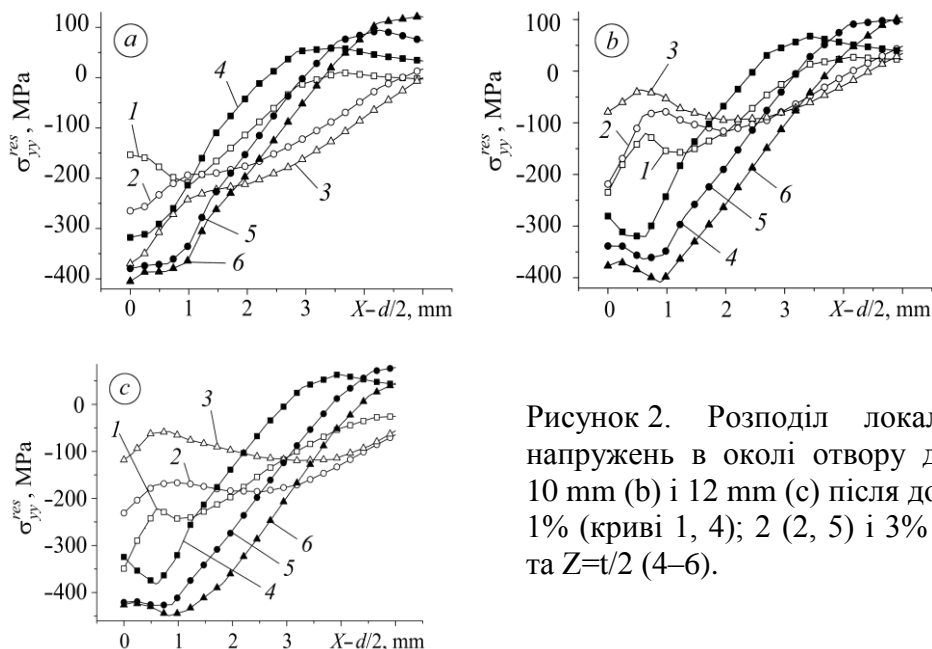 100
0
-100
-200
-300
-400
σ_yy^res, MPa
a
1
2
3
4
5
6
0 1 2 3 X–d/2, mm
100
0
-100
-200
-300
-400
σ_yy^res, MPa
b
3
2
1
6
5
4
0 1 2 3 X–d/2, mm
0
-100
-200
-300
-400
σ_yy^res, MPa
c
1
2
3
4
5
6
0 1 2 3 X–d/2, mm
Рисунок 2. Розподіл локал
напружень в околі отвору д
10 mm (b) і 12 mm (c) після до
1% (криві 1, 4); 2 (2, 5) і 3%
та Z=t/2 (4–6).